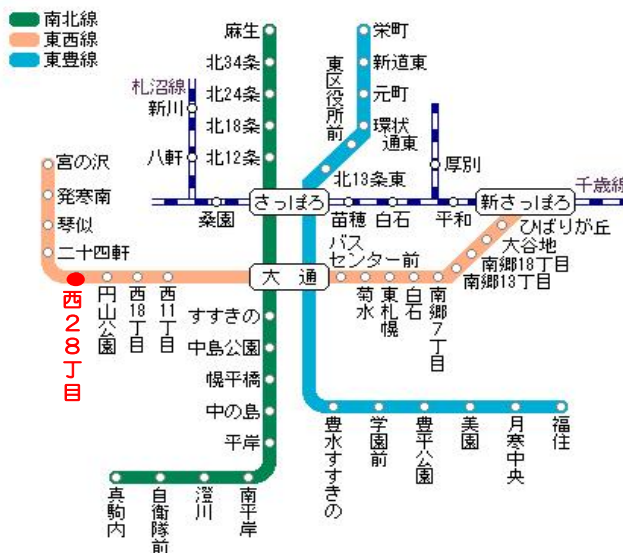 南北線
東西線
東豊線
麻生
北34条
北24条
北18条
北12条
栄町
新道東
元町
環状
通東
東区役所前
北13条東
札沼線
新川
八軒
桑園
さっぽろ
苗穂
白石
厚別
平和
新さっぽろ
千歳線
宮の沢
発寒南
琴似
二十四軒
西28丁目
円山公園
西18丁目
西11丁目
大通
バス
センター前
菊水
東札幌
白石
南郷7丁目
南郷13丁目
南郷18丁目
大谷地
ひばりが丘
すすきの
中島公園
幌平橋
中の島
平岸
南平岸
澄川
自衛隊前
真駒内
豊水すすきの
学園前
豊平公園
美園
月寒中央
福住